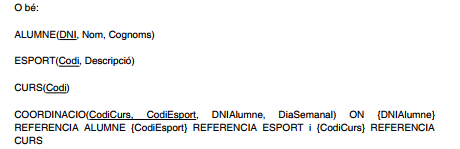 O bé:
ALUMNE(DNI, Nom, Cognoms)
ESPORT(Codi, Descripció)
CURS(Codi)
COORDINACIO(CodiCurs, CodiEsport, DNIAlumne, DiaSemanal) ON {DNIAlumne}
REFERENCIA ALUMNE {CodiEsport} REFERENCIA ESPORT i {CodiCurs} REFERENCIA
CURS